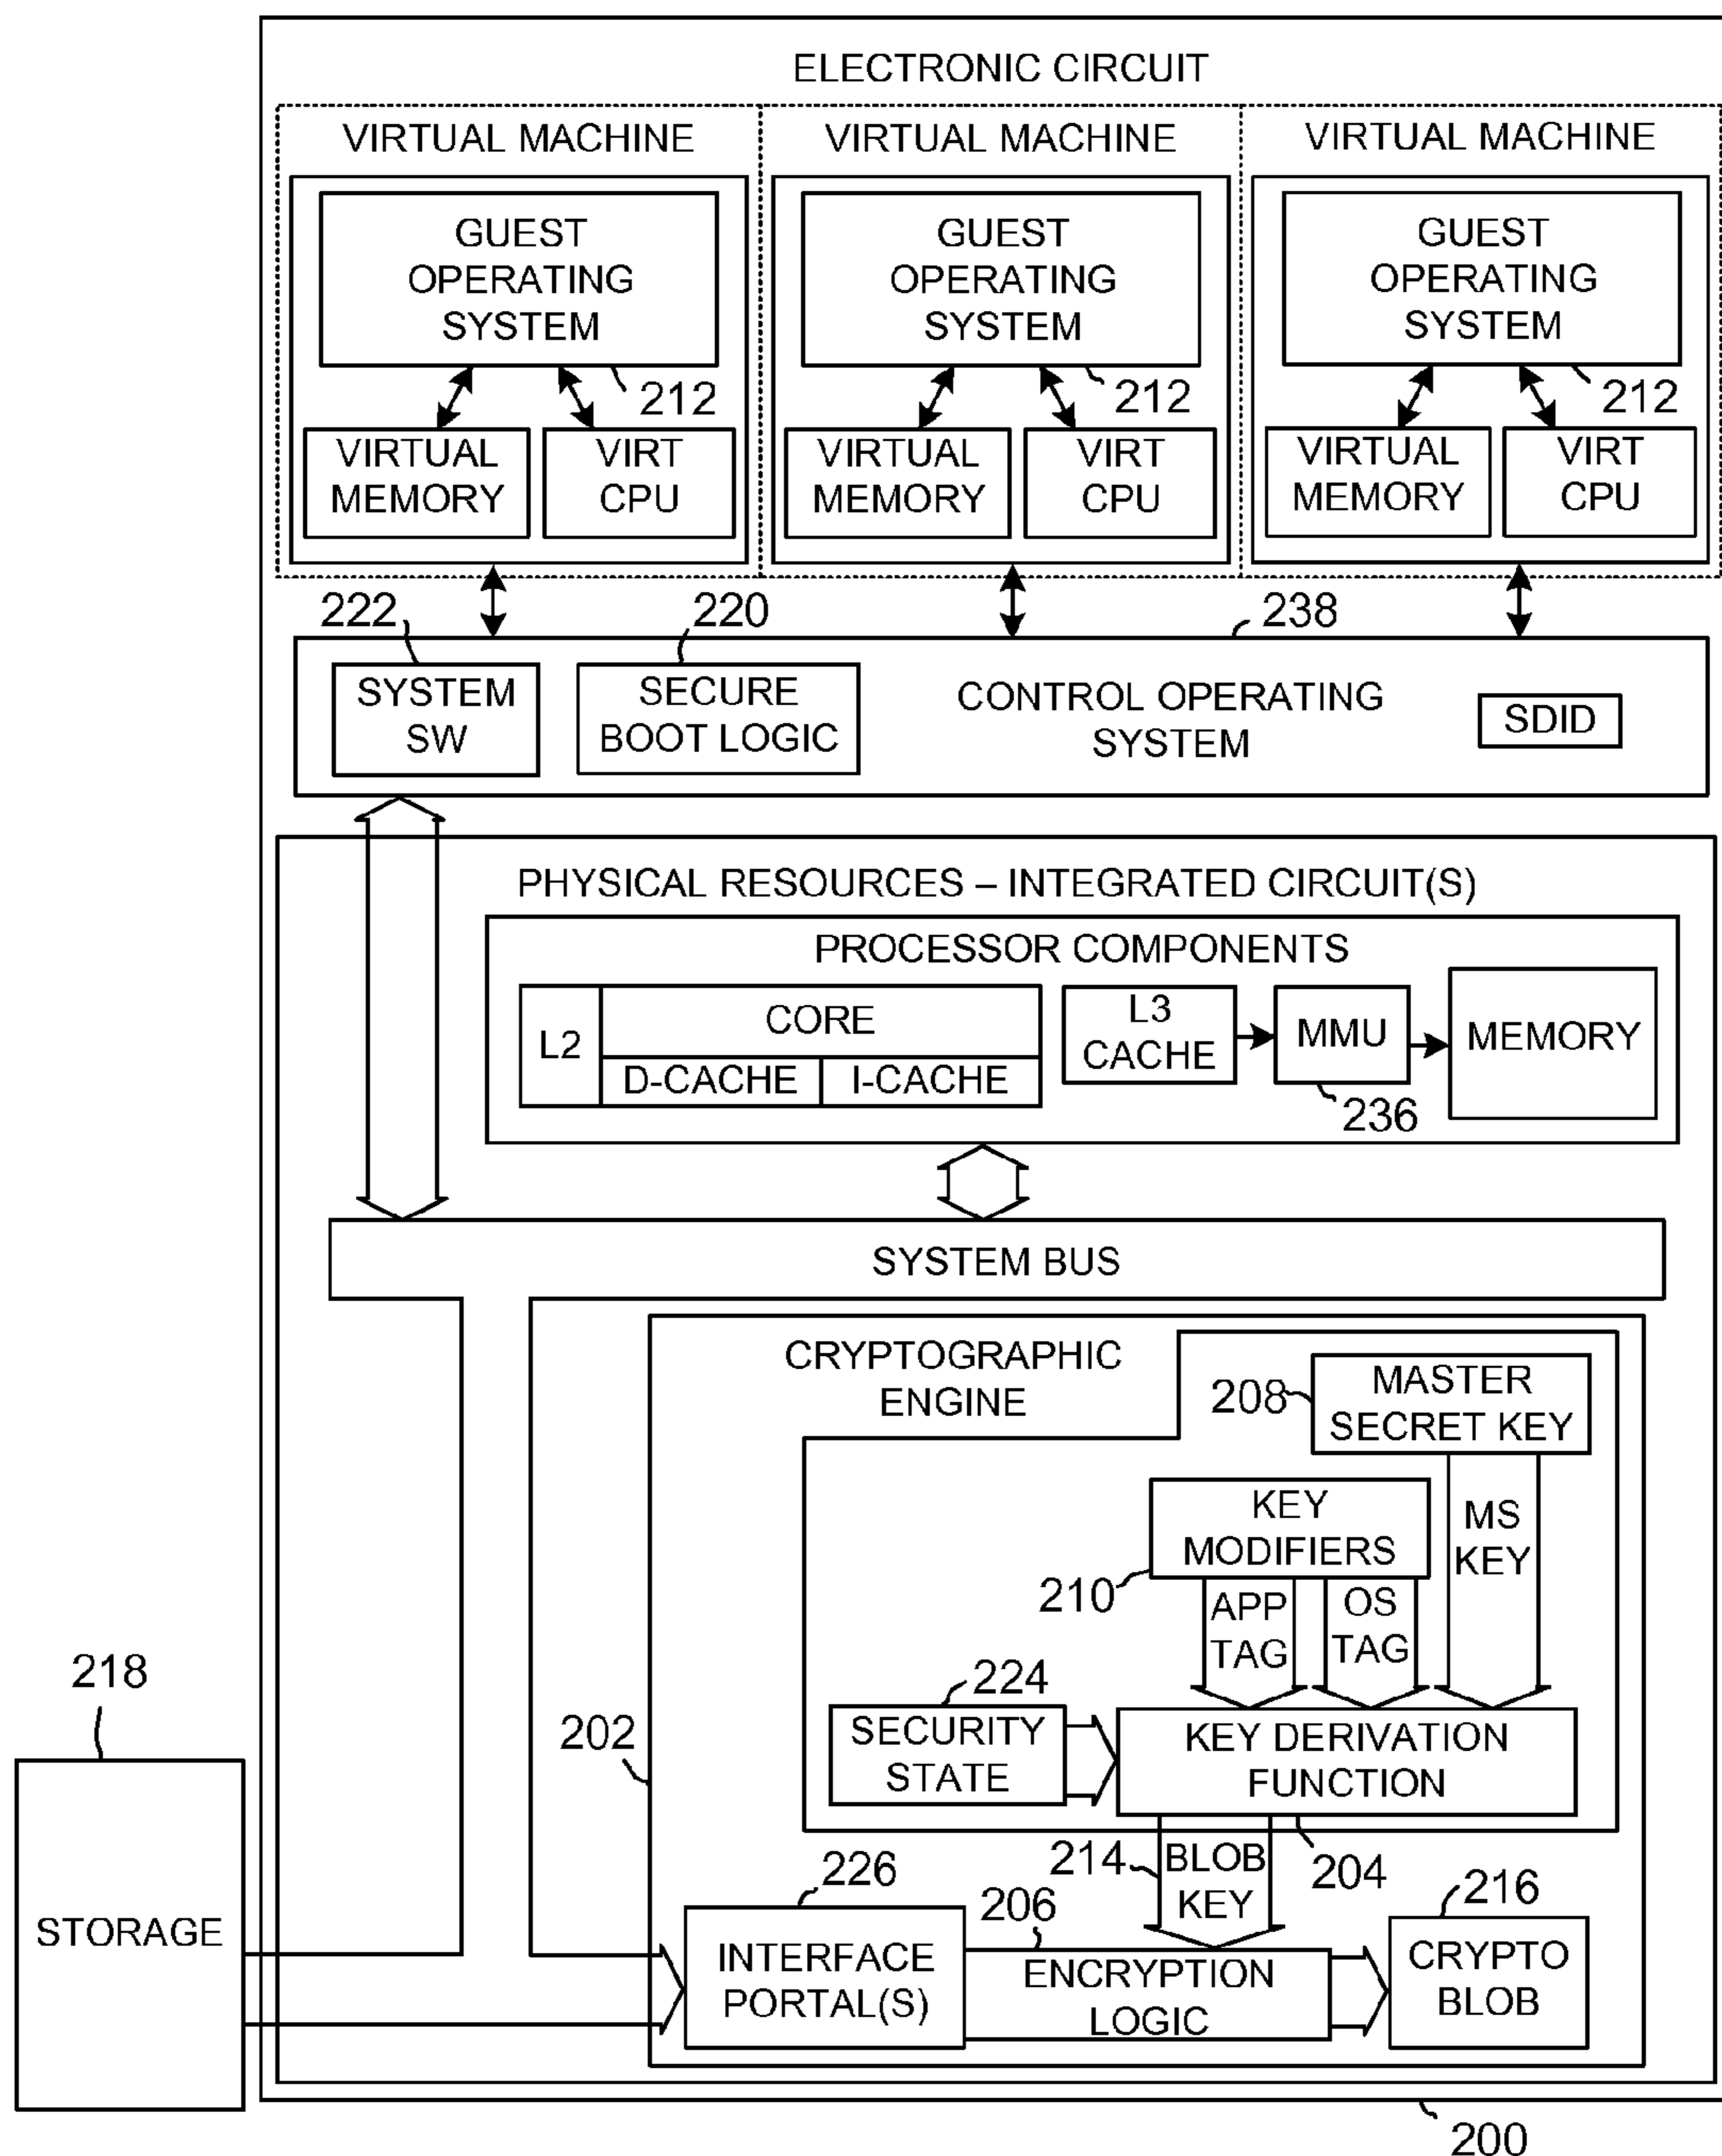 ELECTRONIC CIRCUIT
VIRTUAL MACHINE
GUEST
OPERATING
SYSTEM
212
VIRTUAL
MEMORY
VIRT
CPU
VIRTUAL MACHINE
GUEST
OPERATING
SYSTEM
212
VIRTUAL
MEMORY
VIRT
CPU
VIRTUAL MACHINE
GUEST
OPERATING
SYSTEM
212
VIRTUAL
MEMORY
VIRT
CPU
222
220
238
SYSTEM
SW
SECURE
BOOT LOGIC
CONTROL OPERATING
SYSTEM
SDID
PHYSICAL RESOURCES – INTEGRATED CIRCUIT(S)
PROCESSOR COMPONENTS
L2
CORE
D-CACHE
I-CACHE
L3
CACHE
MMU
236
MEMORY
SYSTEM BUS
CRYPTOGRAPHIC
ENGINE
208
MASTER
SECRET KEY
KEY
MODIFIERS
210
MS
KEY
APP
TAG
OS
TAG
218
224
202
SECURITY
STATE
KEY DERIVATION
FUNCTION
214
BLOB
KEY
204
226
206
216
STORAGE
INTERFACE
PORTAL(S)
ENCRYPTION
LOGIC
CRYPTO
BLOB
200